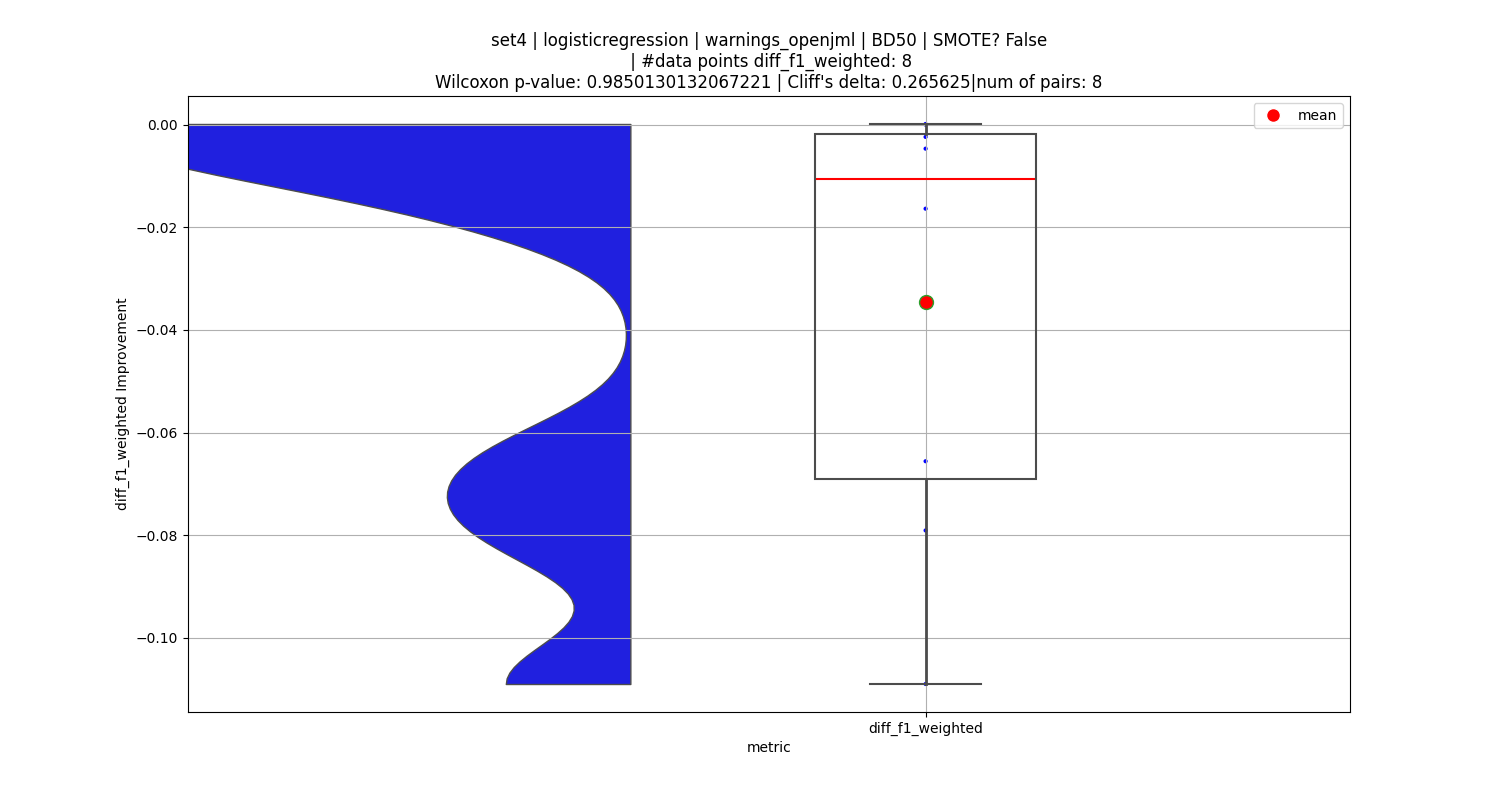 set4 | logisticregression | warnings_openjml | BD50 | SMOTE? False
| #data points diff_f1_weighted: 8
Wilcoxon p-value: 0.9850130132067221 | Cliff's delta: 0.265625|num of pairs: 8
mean
0.00
−0.02
−0.04
−0.06
−0.08
−0.10
diff_f1_weighted Improvement
diff_f1_weighted
metric